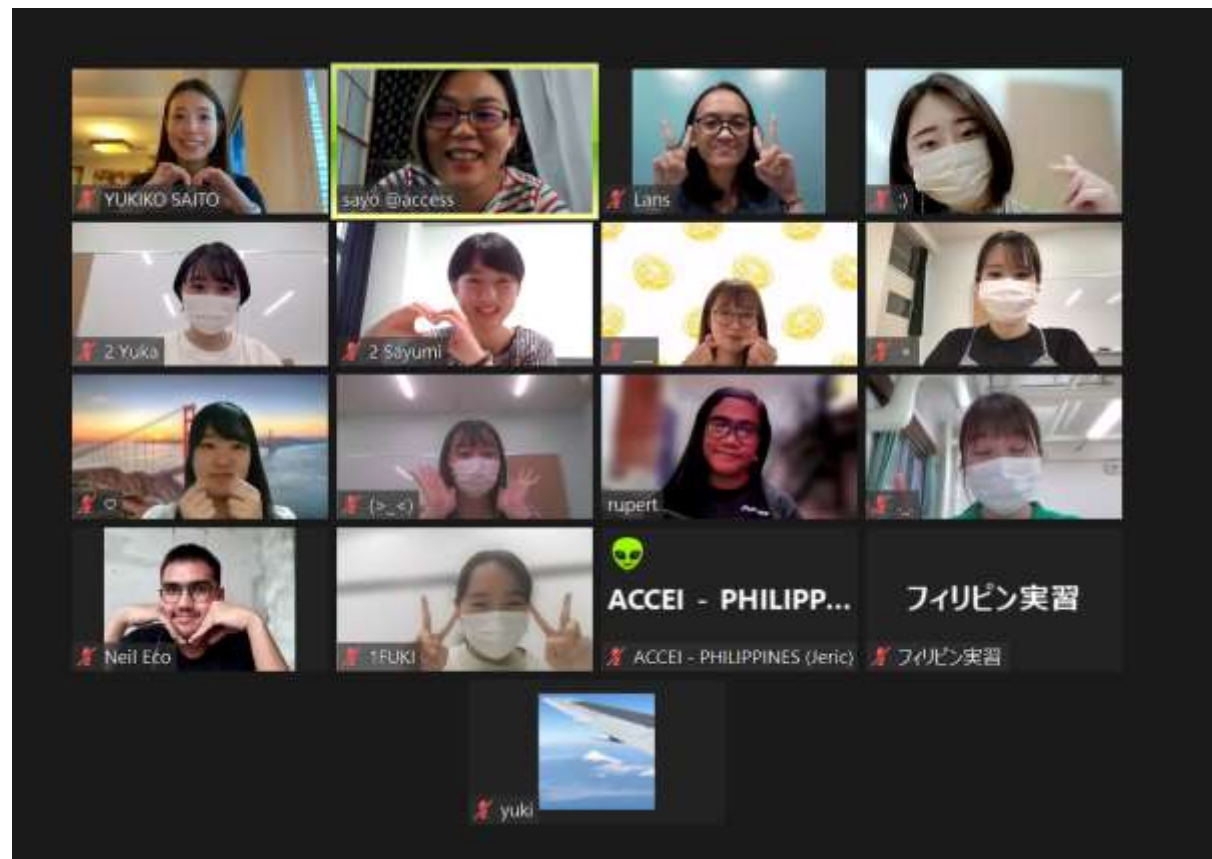 YUKIKO SAITO
sayo @access
Lans
:)
2 Yuka
2 Sayumi
__
*
♡
(>_<)
rupert
Neil Eco
1FUKI
ACCEI - PHILIPP...
ACCEI - PHILIPPINES (Jeric)
フィリピン実習
フィリピン実習
yuki